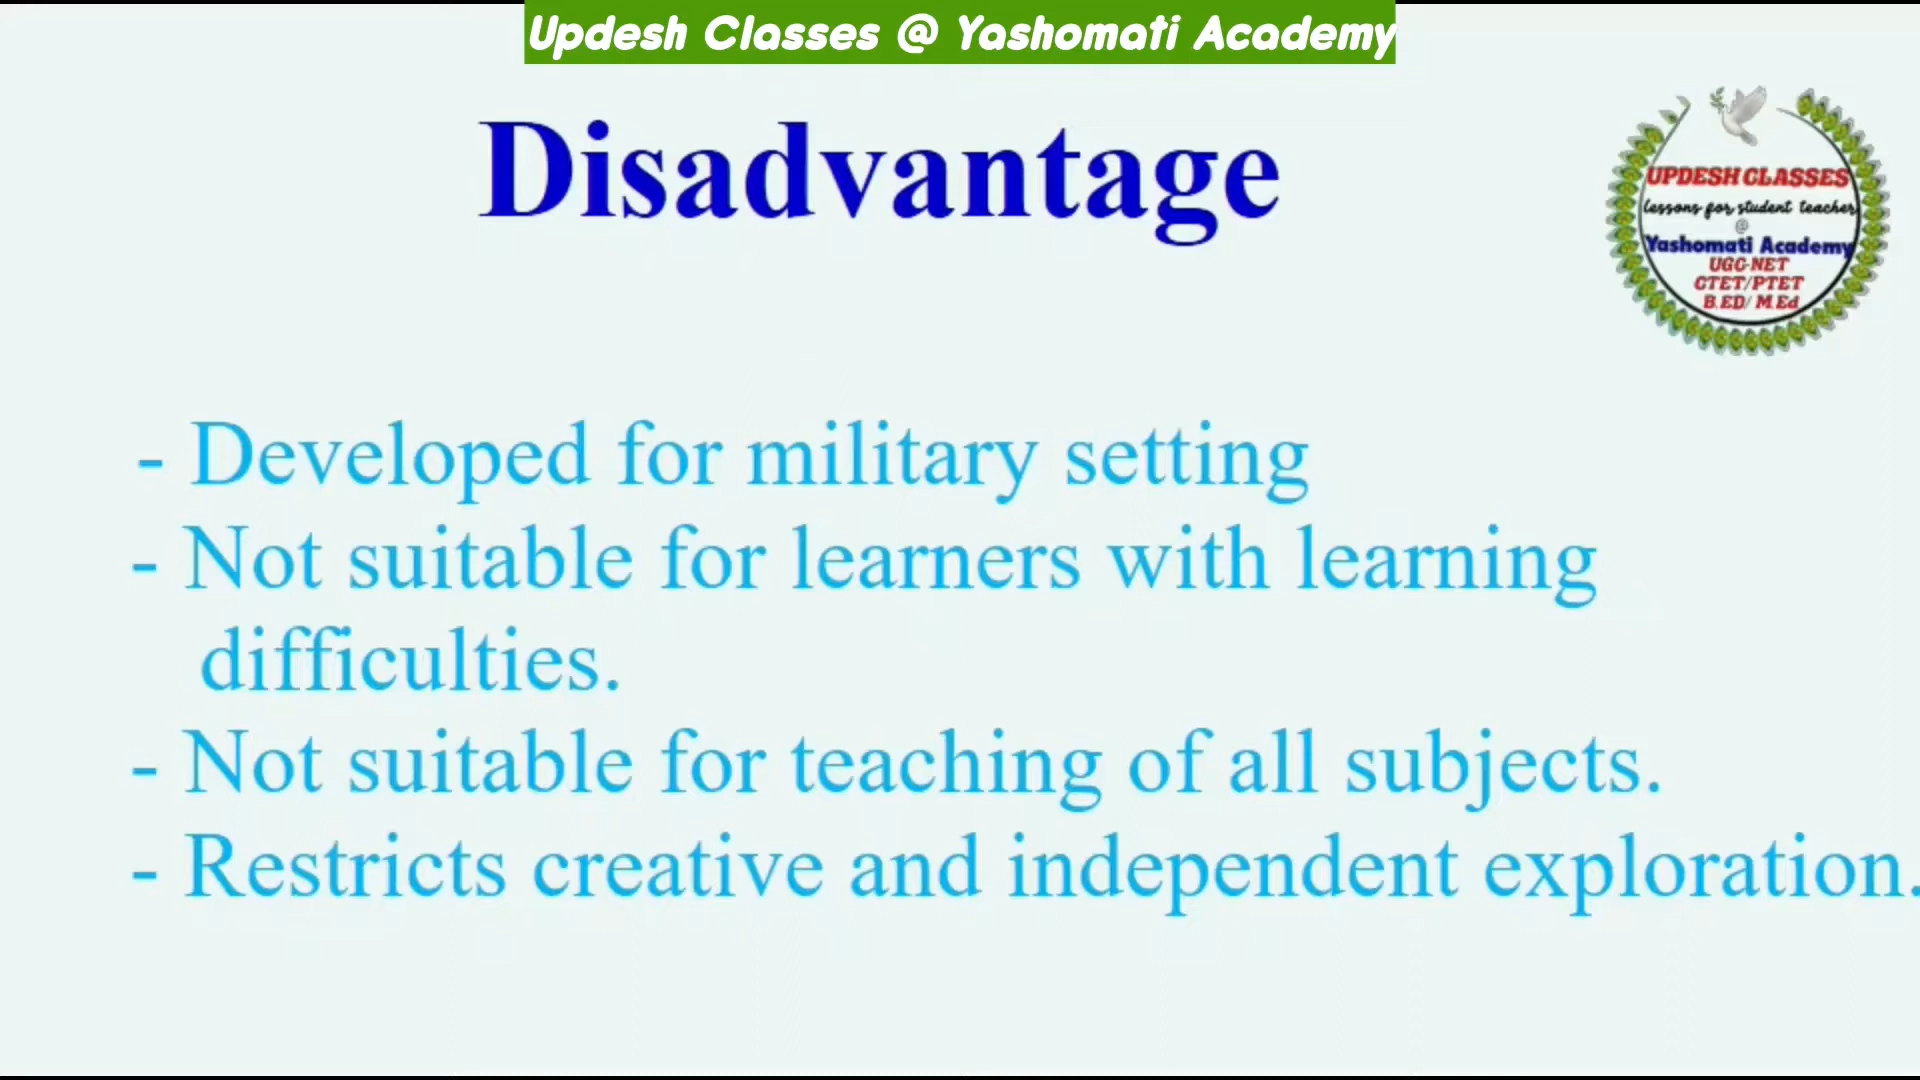 Updesh Classes @ Yashomati Academy
Disadvantage
UPDESH CLASSES
lessons for student teacher
@
Yashomati Academy
UGC-NET
CTET/PTET
B.ED/ M.Ed
- Developed for military setting
- Not suitable for learners with learning
difficulties.
- Not suitable for teaching of all subjects.
- Restricts creative and independent exploration.